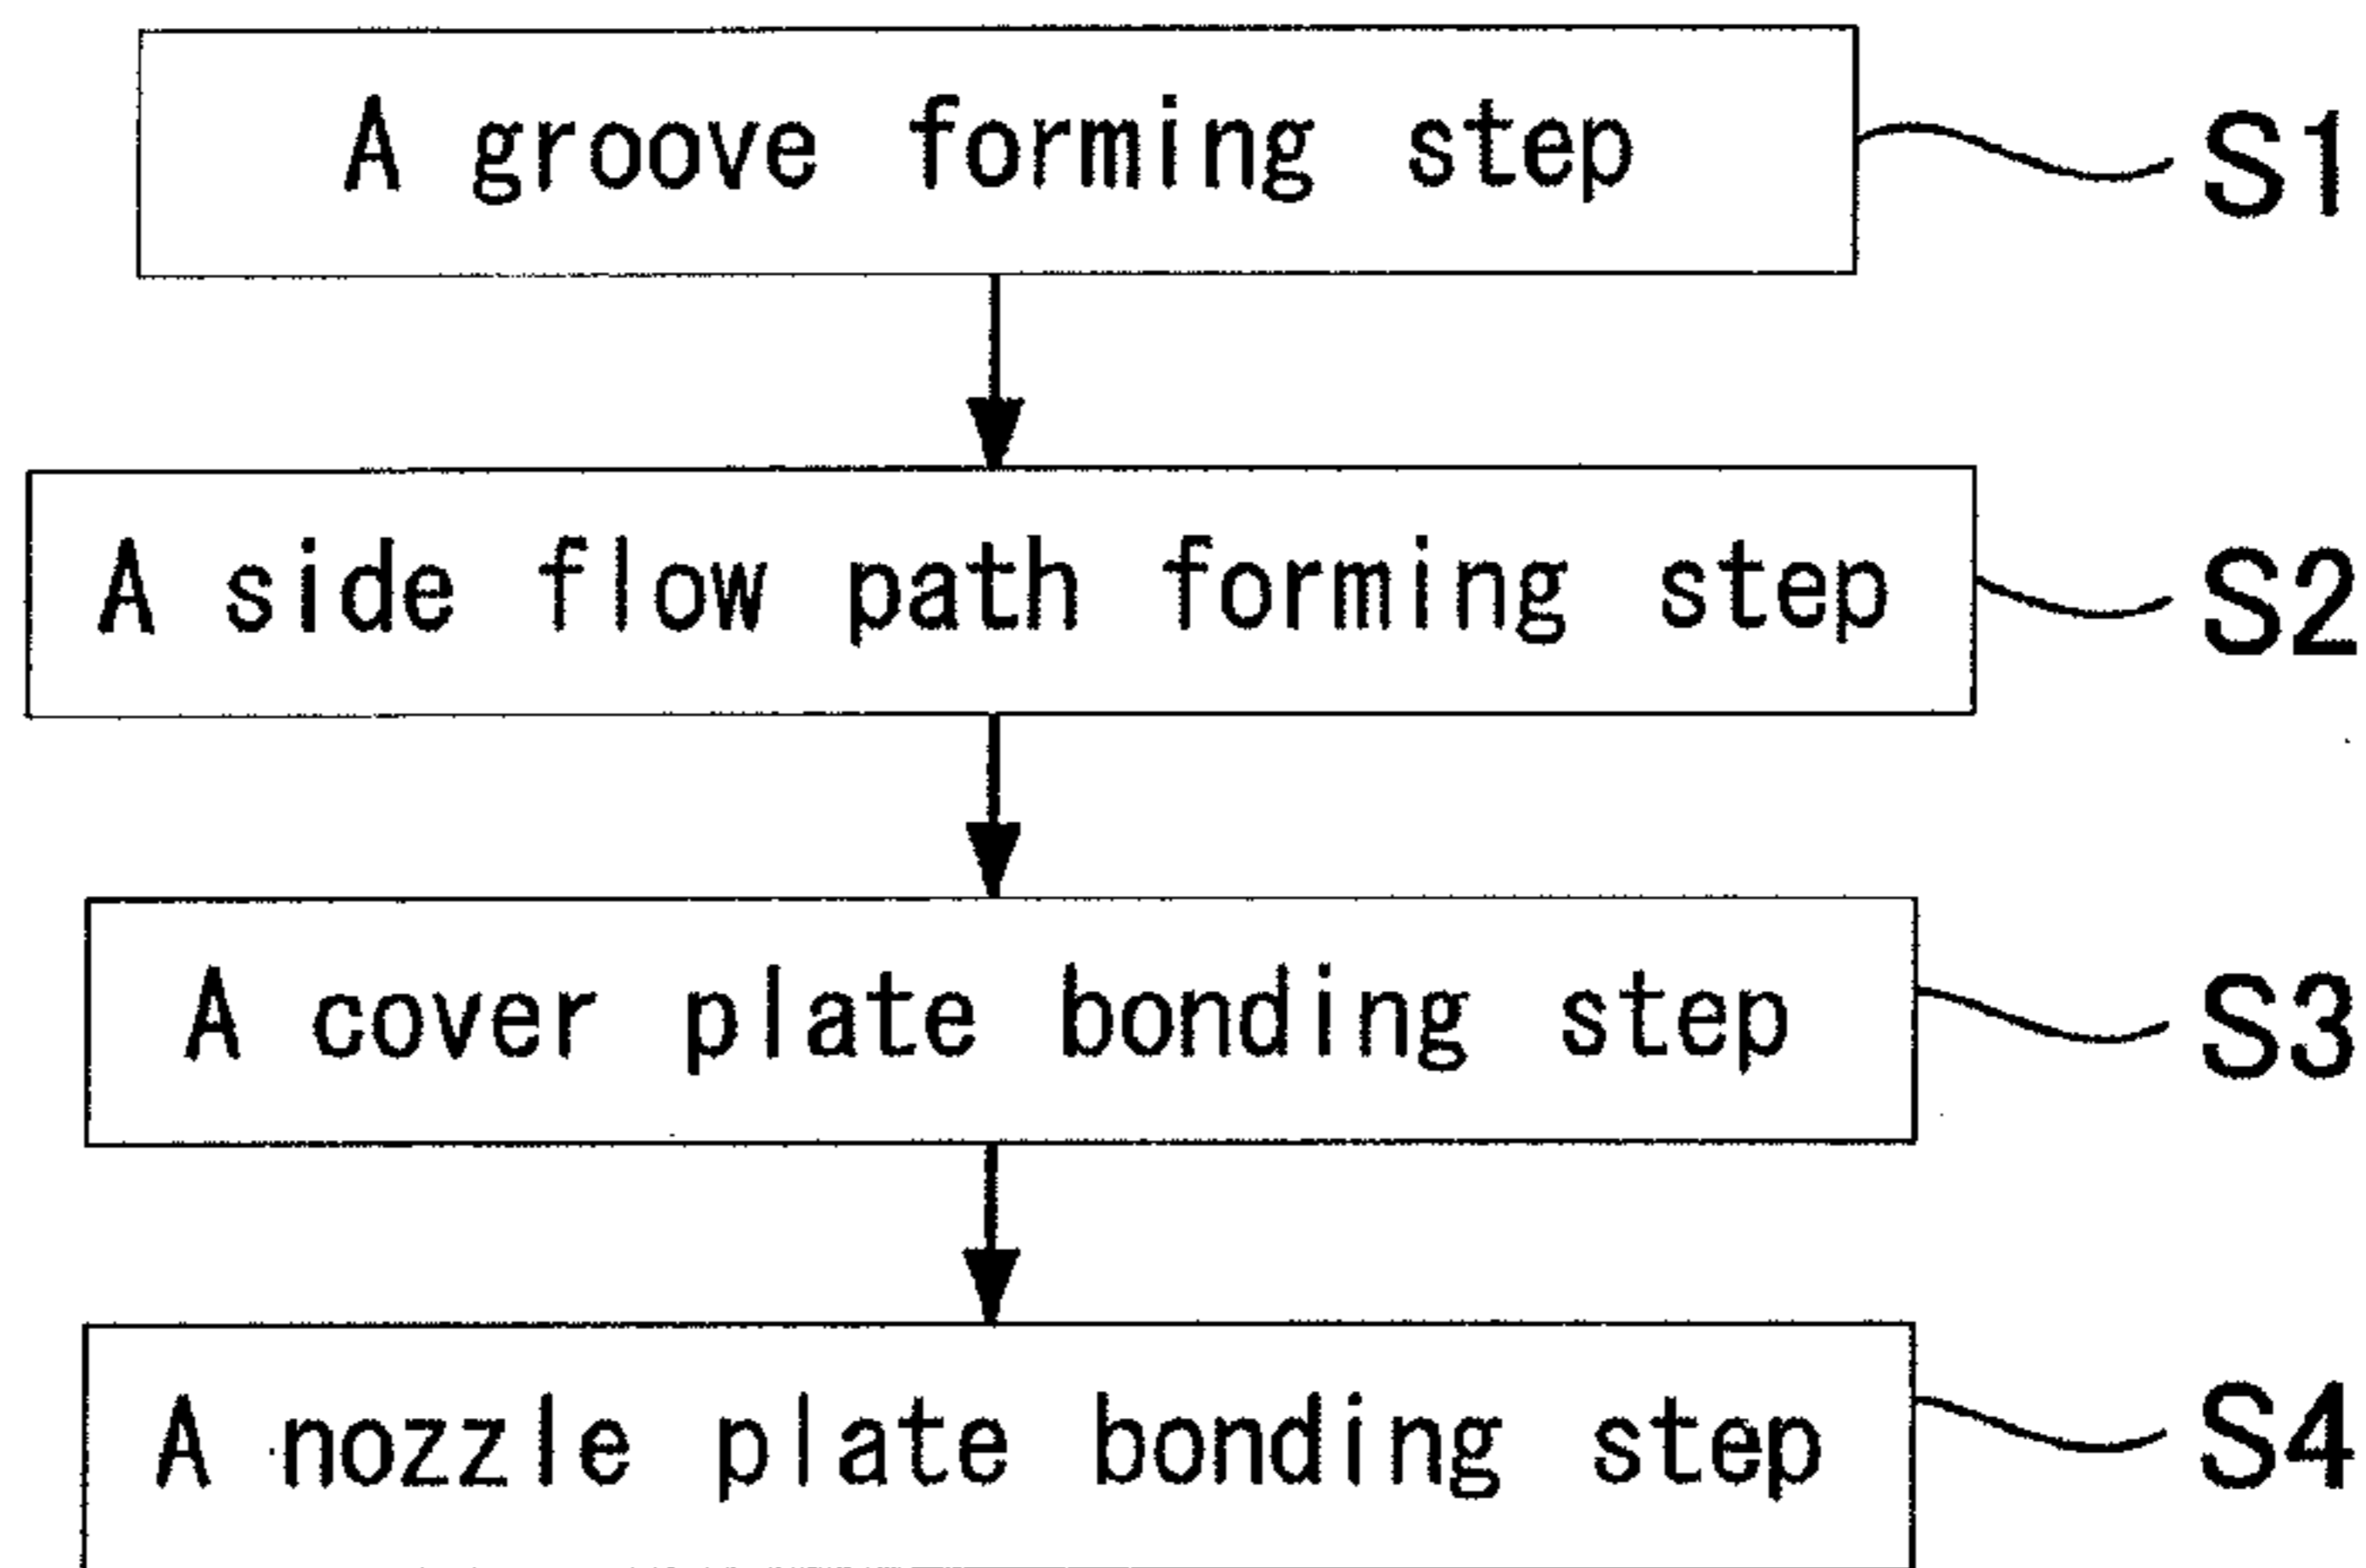 A groove forming step S1
A side flow path forming step S2
A cover plate bonding step S3
A nozzle plate bonding step S4